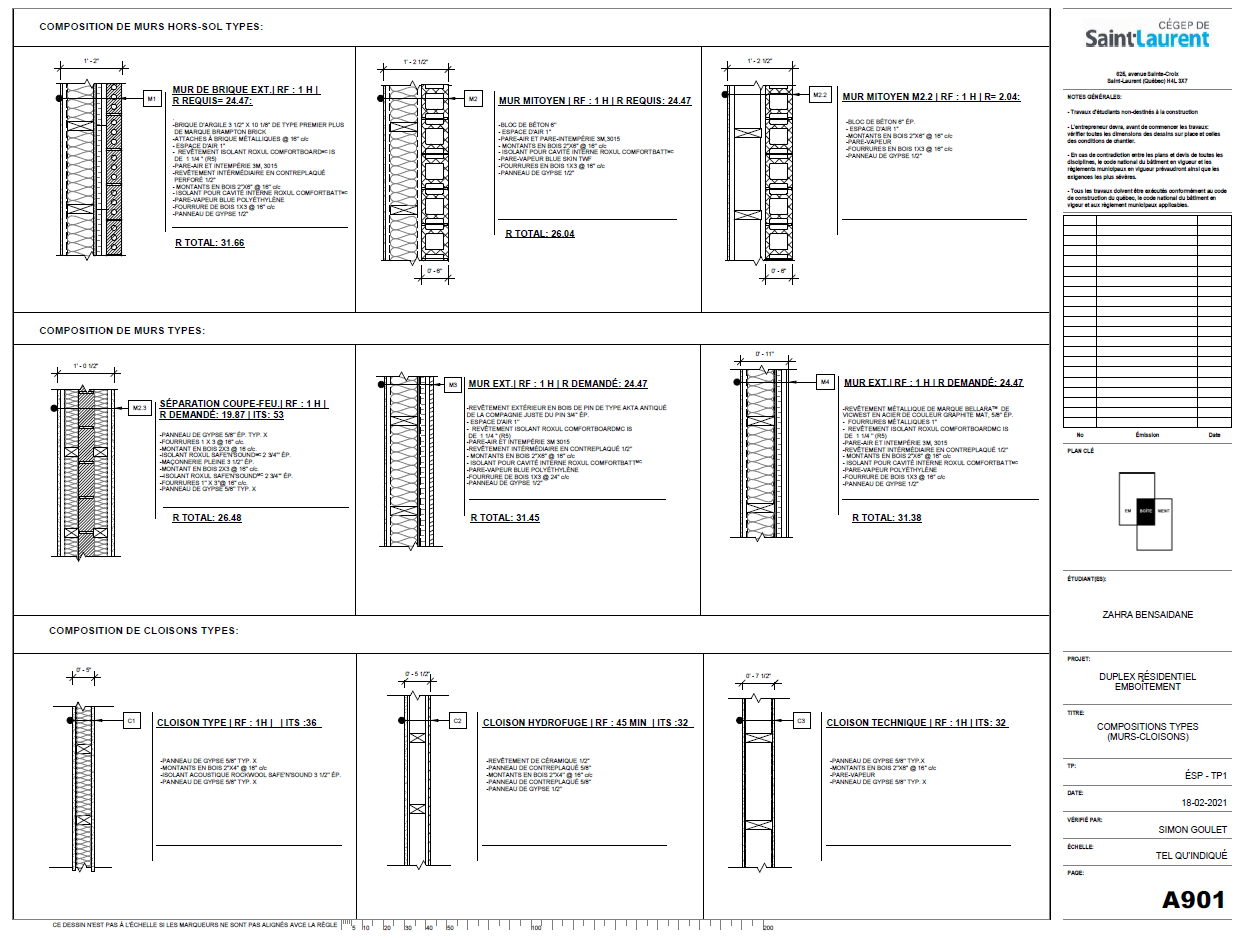 COMPOSITION DE MURS HORS-SOL TYPES:
1' - 2"
M1
MUR DE BRIQUE EXT.| RF : 1 H |
R REQUIS= 24.47:
-BRIQUE D'ARGILE 3 1/2" X 10 1/8" DE TYPE PREMIER PLUS
DE MARQUE BRAMPTON BRICK
-ATTACHES À BRIQUE MÉTALLIQUES @ 16" c/c
- ESPACE D'AIR 1"
- REVÊTEMENT ISOLANT ROXUL COMFORTBOARDMC IS
DE 1 1/4 " (R5)
-PARE-AIR ET INTEMPÉRIE 3M, 3015
-REVÊTEMENT INTÉRMÉDIAIRE EN CONTREPLAQUÉ
PERFORÉ 1/2"
- MONTANTS EN BOIS 2"X6" @ 16" c/c
- ISOLANT POUR CAVITÉ INTERNE ROXUL COMFORTBATTMC
-PARE-VAPEUR BLUE POLYÉTHYLÈNE
-FOURRURE DE BOIS 1X3 @ 16" c/c
-PANNEAU DE GYPSE 1/2"
R TOTAL: 31.66
1' - 2 1/2"
M2
MUR MITOYEN | RF : 1 H | R REQUIS: 24.47
-BLOC DE BÉTON 6"
- ESPACE D'AIR 1"
-PARE-AIR ET PARE-INTEMPÉRIE 3M,3015
- MONTANTS EN BOIS 2"X6" @ 16" c/c
- ISOLANT POUR CAVITÉ INTERNE ROXUL COMFORTBATTMC
-PARE-VAPEUR BLUE SKIN TWF
-FOURRURES EN BOIS 1X3 @ 16" c/c
-PANNEAU DE GYPSE 1/2"
R TOTAL: 26.04
0' - 6"
1' - 2 1/2"
M2.2
MUR MITOYEN M2.2 | RF : 1 H | R= 2.04:
-BLOC DE BÉTON 6" ÉP.
- ESPACE D'AIR 1"
-MONTANTS EN BOIS 2"X6" @ 16" c/c
-PARE-VAPEUR
-FOURRURES EN BOIS 1X3 @ 16" c/c
-PANNEAU DE GYPSE 1/2"
0' - 6"
COMPOSITION DE MURS TYPES:
1' - 0 1/2"
M2.3
SÉPARATION COUPE-FEU.| RF : 1 H |
R DEMANDÉ: 19.87 | ITS: 53
-PANNEAU DE GYPSE 5/8" ÉP. TYP. X
-FOURRURES 1 X 3 @ 16" c/c.
-MONTANT EN BOIS 2X3 @ 16 c/c.
-ISOLANT ROXUL SAFE'N'SOUNDMC 2 3/4"' ÉP.
-MAÇONNERIE PLEINE 3 1/2" ÉP.
-MONTANT EN BOIS 2X3 @ 16" c/c.
-ISOLANT ROXUL SAFE'N'SOUNDMC 2 3/4"' ÉP.
-FOURRURES 1" X 3"@ 16" c/c.
-PANNEAU DE GYPSE 5/8" TYP. X
R TOTAL: 26.48
M3
MUR EXT.| RF : 1 H | R DEMANDÉ: 24.47
-REVÊTEMENT EXTÉRIEUR EN BOIS DE PIN DE TYPE AKTA ANTIQUÉ
DE LA COMPAGNIE JUSTE DU PIN 3/4" ÉP.
- ESPACE D'AIR 1"
- REVÊTEMENT ISOLANT ROXUL COMFORTBOARDMC IS
DE 1 1/4 " (R5)
-PARE-AIR ET INTEMPÉRIE 3M 3015
-REVÊTEMENT INTERMÉDIAIRE EN CONTREPLAQUÉ 1/2"
- MONTANTS EN BOIS 2"X6" @ 16" c/c
- ISOLANT POUR CAVITÉ INTERNE ROXUL COMFORTBATTMC
-PARE-VAPEUR BLUE POLYÉTHYLÈNE
-FOURRURE DE BOIS 1X3 @ 24" c/c
-PANNEAU DE GYPSE 1/2"
R TOTAL: 31.45
0' - 11"
M4
MUR EXT.| RF : 1 H | R DEMANDÉ: 24.47
-REVÊTEMENT MÉTALLIQUE DE MARQUE BELLARA™ DE
VICWEST EN ACIER DE COULEUR GRAPHITE MAT, 5/8" ÉP.
- FOURRURES MÉTALLIQUES 1"
- REVÊTEMENT ISOLANT ROXUL COMFORTBOARDMC IS
DE 1 1/4 " (R5)
-PARE-AIR ET INTEMPÉRIE 3M, 3015
-REVÊTEMENT INTERMÉDIAIRE EN CONTREPLAQUÉ 1/2"
- MONTANTS EN BOIS 2"X6" @ 16" c/c
- ISOLANT POUR CAVITÉ INTERNE ROXUL COMFORTBATTMC
-PARE-VAPEUR POLYÉTHYLÈNE
-FOURRURE DE BOIS 1X3 @ 16" c/c
-PANNEAU DE GYPSE 1/2"
R TOTAL: 31.38
COMPOSITION DE CLOISONS TYPES:
0' - 5"
C1
CLOISON TYPE | RF : 1H | | ITS :36
-PANNEAU DE GYPSE 5/8" TYP. X
-MONTANTS EN BOIS 2"X4" @ 16" c/c
-ISOLANT ACOUSTIQUE ROCKWOOL SAFE'N'SOUND 3 1/2" ÉP.
-PANNEAU DE GYPSE 5/8" TYP. X
0' - 5 1/2"
C2
CLOISON HYDROFUGE | RF : 45 MIN | ITS :32
-REVÊTEMENT DE CÉRAMIQUE 1/2"
-PANNEAU DE CONTREPLAQUÉ 5/8"
-MONTANTS EN BOIS 2"X4" @ 16" c/c
-PANNEAU DE CONTREPLAQUÉ 5/8"
-PANNEAU DE GYPSE 1/2"
0' - 7 1/2"
C3
CLOISON TECHNIQUE | RF : 1H | ITS: 32
-PANNEAU DE GYPSE 5/8" TYP.X
-MONTANTS EN BOIS 2"X6" @ 16" c/c
-PARE-VAPEUR
-PANNEAU DE GYPSE 5/8" TYP. X
CE DESSIN N'EST PAS À L'ÉCHELLE SI LES MARQUEURS NE SONT PAS ALIGNÉS AVCE LA RÈGLE
5 10 20 30 40 50 100 200
CÉGEP DE
Saint-Laurent
625, avenue Sainte-Croix
Saint-Laurent (Québec) H4L 3X7
NOTES GÉNÉRALES:
- Travaux d'étudiants non-destinés à la construction
- L'entrepreneur devra, avant de commencer les travaux:
vérifier toutes les dimensions des dessins sur place et celles
des conditions de chantier.
- En cas de contradiction entre les plans et devis de toutes les
disciplines, le code national du bâtiment en vigueur et les
règlements municipaux en vigueur prévaudront ainsi que les
exigences les plus sévères.
- Tous les travaux doivent être exécutés conformément au code
de construction du québec, le code national du bâtiment en
vigeur et aux règlement municipaux applicables.
No Émission Date
PLAN CLÉ
EM BOÎTE MENT
ÉTUDIANT(ES):
ZAHRA BENSAIDANE
PROJET:
DUPLEX RÉSIDENTIEL
EMBOÎTEMENT
TITRE:
COMPOSITIONS TYPES
(MURS-CLOISONS)
TP:
ÉSP - TP1
DATE:
18-02-2021
VÉRIFIÉ PAR:
SIMON GOULET
ÉCHELLE:
TEL QU'INDIQUÉ
PAGE:
A901